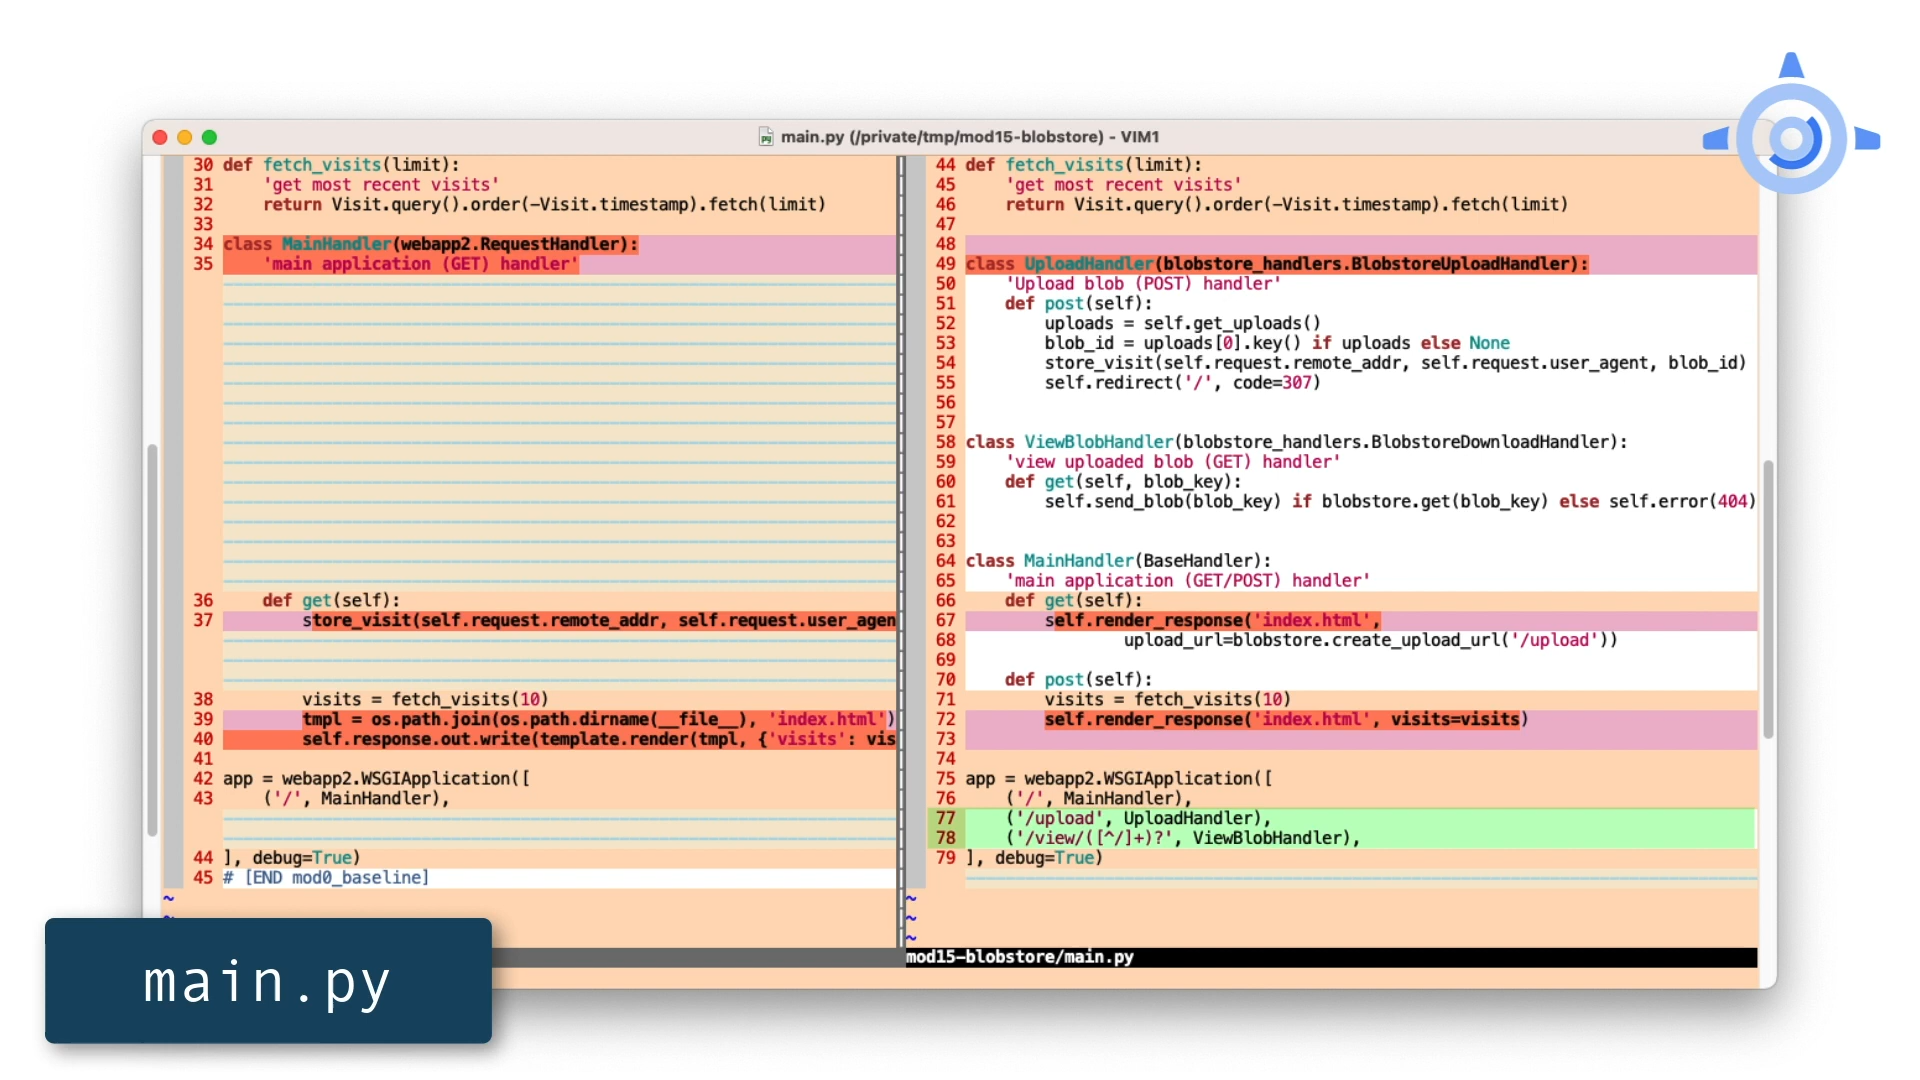 main.py (/private/tmp/mod15-blobstore) - VIM1
30 def fetch_visits(limit):
31     'get most recent visits'
32     return Visit.query().order(-Visit.timestamp).fetch(limit)
33
34 class MainHandler(webapp2.RequestHandler):
35     'main application (GET) handler'
36     def get(self):
37         store_visit(self.request.remote_addr, self.request.user_agen
38         visits = fetch_visits(10)
39         tmpl = os.path.join(os.path.dirname(__file__), 'index.html')
40         self.response.out.write(template.render(tmpl, {'visits': vis
41
42 app = webapp2.WSGIApplication([
43     ('/', MainHandler),
44 ], debug=True)
45 # [END mod0_baseline]
~
~
44 def fetch_visits(limit):
45     'get most recent visits'
46     return Visit.query().order(-Visit.timestamp).fetch(limit)
47
48
49 class UploadHandler(blobstore_handlers.BlobstoreUploadHandler):
50     'Upload blob (POST) handler'
51     def post(self):
52         uploads = self.get_uploads()
53         blob_id = uploads[0].key() if uploads else None
54         store_visit(self.request.remote_addr, self.request.user_agent, blob_id)
55         self.redirect('/', code=307)
56
57
58 class ViewBlobHandler(blobstore_handlers.BlobstoreDownloadHandler):
59     'view uploaded blob (GET) handler'
60     def get(self, blob_key):
61         self.send_blob(blob_key) if blobstore.get(blob_key) else self.error(404)
62
63
64 class MainHandler(BaseHandler):
65     'main application (GET/POST) handler'
66     def get(self):
67         self.render_response('index.html',
68                 upload_url=blobstore.create_upload_url('/upload'))
69
70     def post(self):
71         visits = fetch_visits(10)
72         self.render_response('index.html', visits=visits)
73
74
75 app = webapp2.WSGIApplication([
76     ('/', MainHandler),
77     ('/upload', UploadHandler),
78     ('/view/([^/]+)?', ViewBlobHandler),
79 ], debug=True)
~
~
~
mod15-blobstore/main.py
main.py